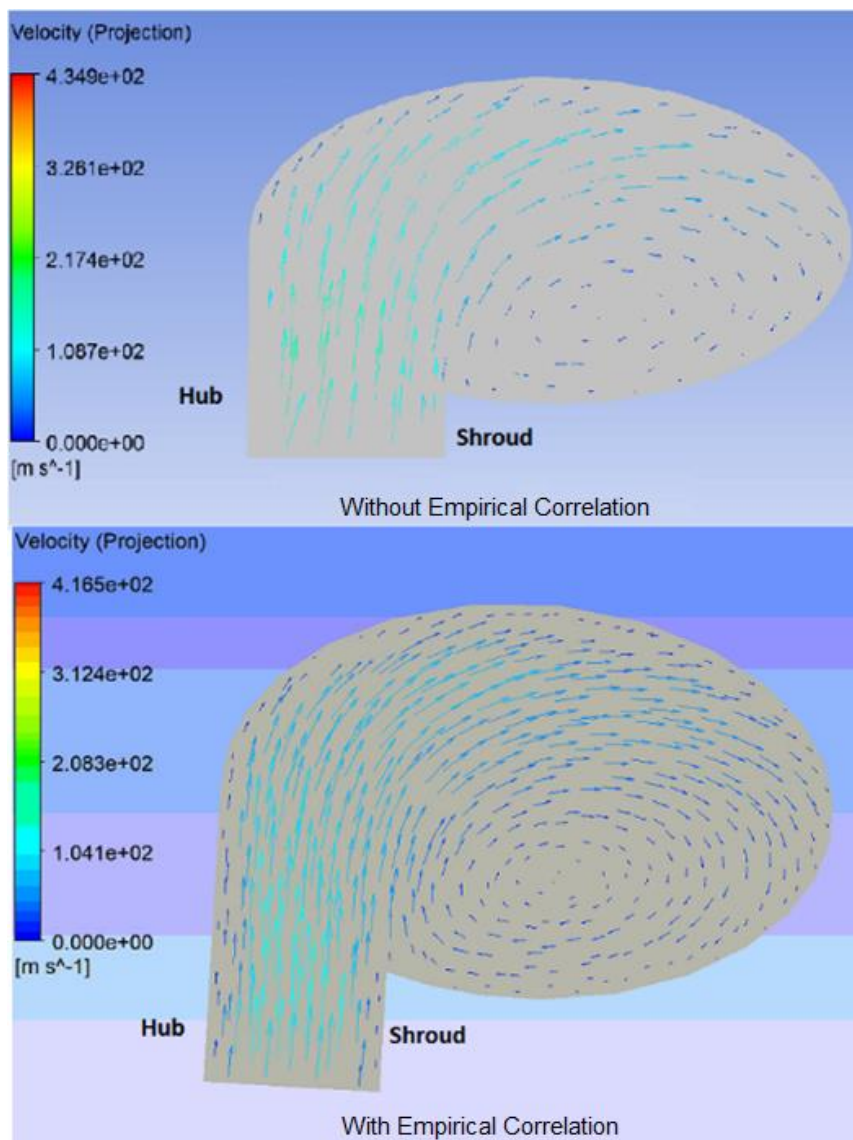 Velocity (Projection)
4.349e+02
3.261e+02
2.174e+02
1.087e+02
0.000e+00
[m s^-1]
Hub
Shroud
Without Empirical Correlation
Velocity (Projection)
4.165e+02
3.124e+02
2.083e+02
1.041e+02
0.000e+00
[m s^-1]
Hub
Shroud
With Empirical Correlation